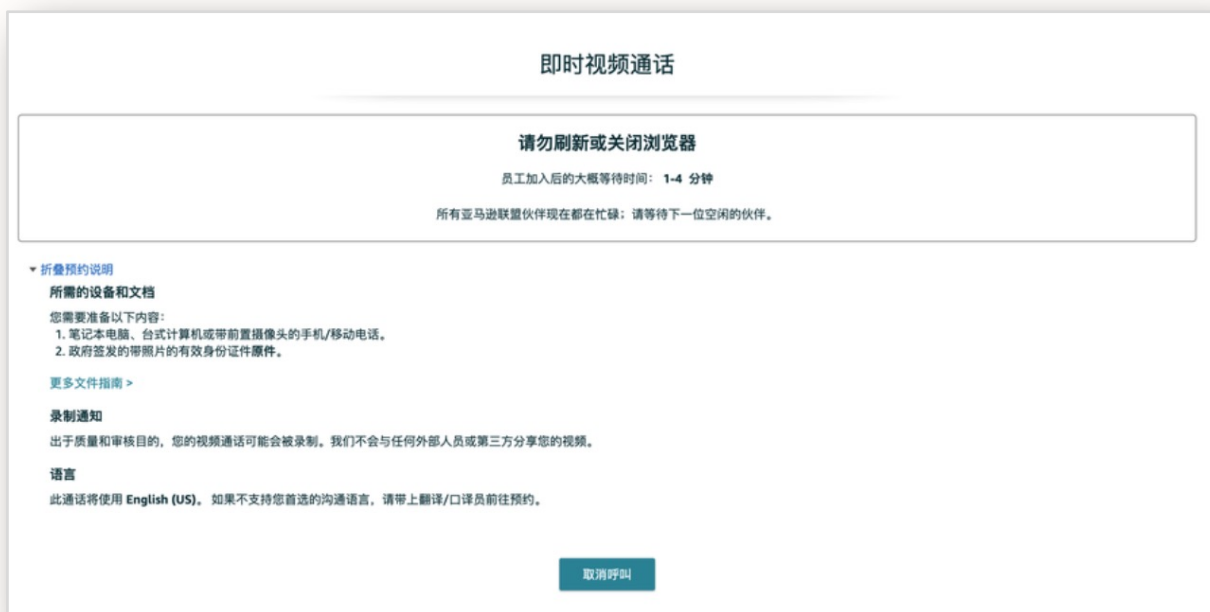 即时视频通话
请勿刷新或关闭浏览器
员工加入后的大概等待时间： 1-4 分钟
所有亚马逊联盟伙伴现在都在忙碌；请等待下一位空闲的伙伴。
折叠预约说明
所需的设备和文档
您需要准备以下内容：
1. 笔记本电脑、台式计算机或带前置摄像头的手机/移动电话。
2. 政府签发的带照片的有效身份证件原件。
更多文件指南 >
录制通知
出于质量和审核目的，您的视频通话可能会被录制。我们不会与任何外部人员或第三方分享您的视频。
语言
此通话将使用 English (US)。 如果不支持您首选的沟通语言，请带上翻译/口译员前往预约。
取消呼叫